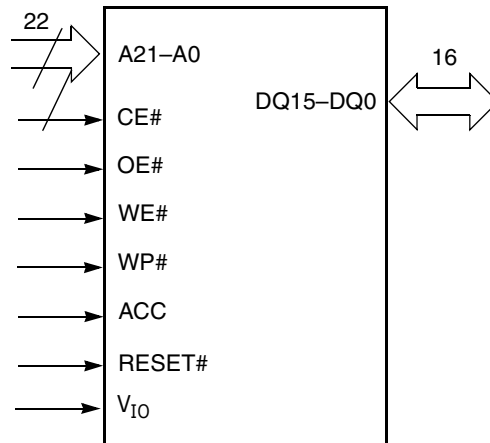 22
A21–A0
16
DQ15–DQ0
CE#
OE#
WE#
WP#
ACC
RESET#
VIO